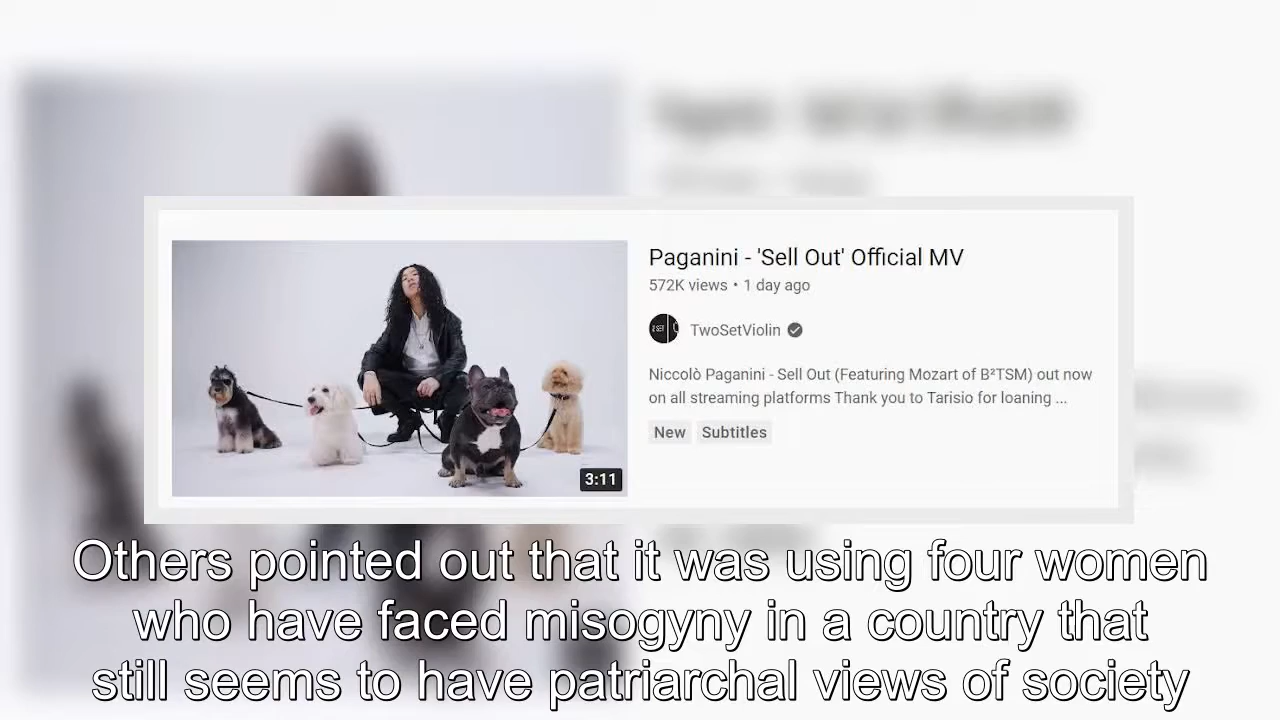 Paganini - 'Sell Out' Official MV
572K views • 1 day ago
TwoSetViolin
Niccolò Paganini - Sell Out (Featuring Mozart of B²TSM) out now
on all streaming platforms Thank you to Tarisio for loaning ...
New Subtitles
3:11
Others pointed out that it was using four women
who have faced misogyny in a country that
still seems to have patriarchal views of society